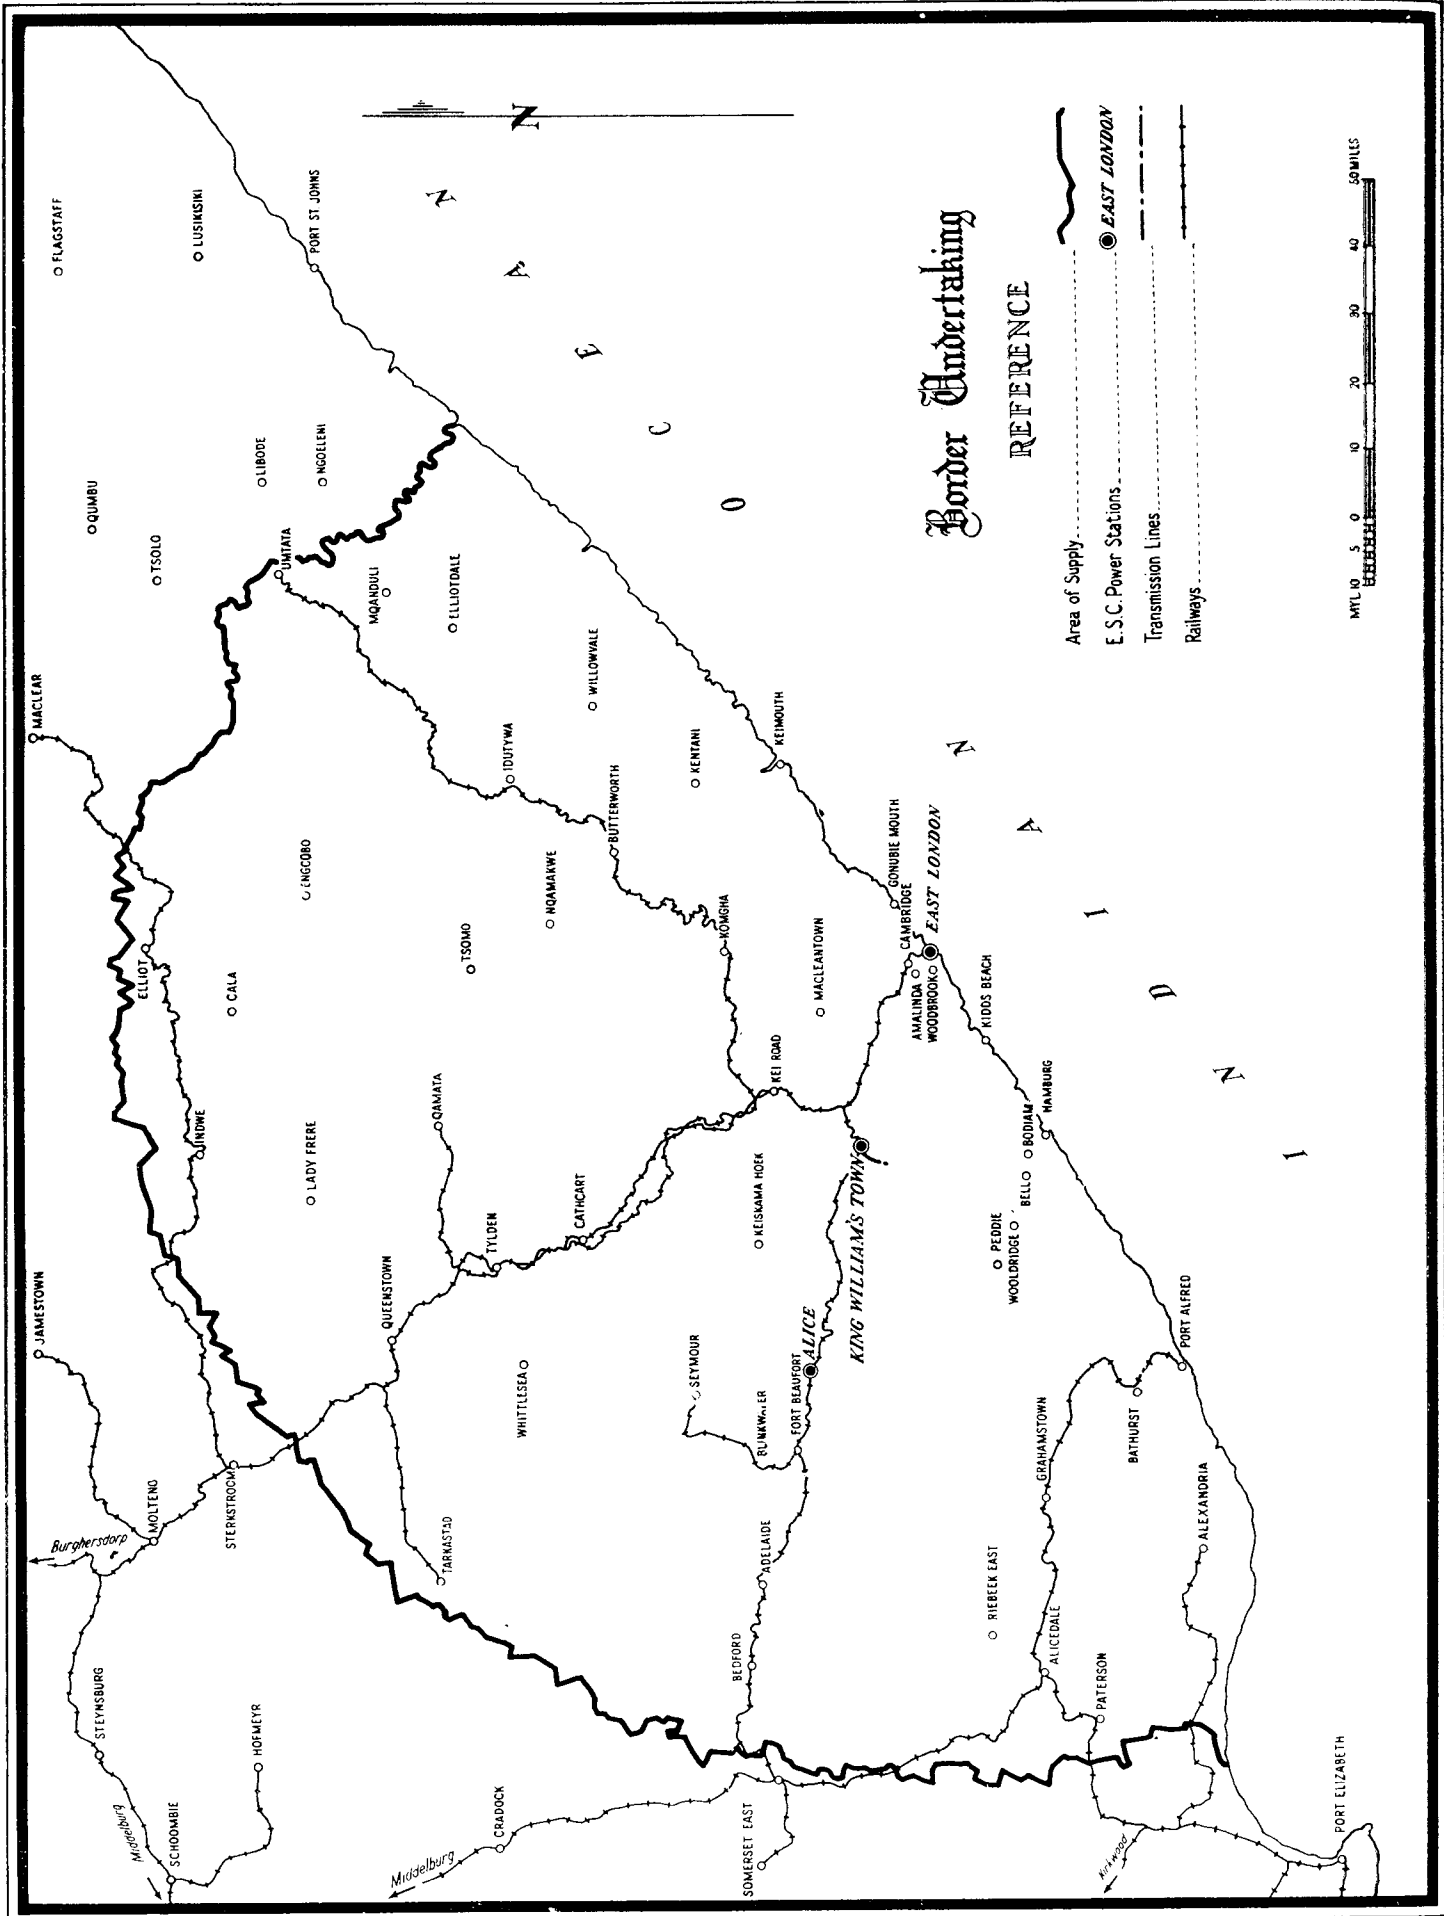 FLAGSTAFF
LUSIKISIKI
PORT ST JOHNS
QUMBU
LIBODE
NGOELENI
TSOLO
UMTATA
MQANDULI
ELLIOTDALE
WILLOWVALE
MACLEAR
IDUTYWA
KENTANI
KEIMOUTH
BUTTERWORTH
ENGCOBO
NQAMAKWE
TSOMO
KOMGHA
GONUBIE MOUTH
CAMBRIDGE
EAST LONDON
MACLEANTOWN
AMALINDA
WOODBROOK
ELLIOT
CALA
KIDDS BEACH
KEI ROAD
INDWE
LADY FRERE
QAMATA
HAMBURG
BODIAM
BELL
PEDDIE
WOOLDRIDGE
KEISKAMA HOEK
KING WILLIAM'S TOWN
CATHCART
TYLDEN
QUEENSTOWN
JAMESTOWN
WHITTLESEA
SEYMOUR
ALICE
FORT BEAUFORT
BLINKWATER
PORT ALFRED
BATHURST
GRAHAMSTOWN
ALEXANDRIA
MOLTENO
STERKSTROOM
Burghersdorp
TARKASTAD
ADELAIDE
RIEBEEK EAST
BEDFORD
ALICEDALE
PATERSON
STEYNSBURG
HOFMEYR
Middelburg
SCHOOMBIE
CRADOCK
Middelburg
SOMERSET EAST
Kirkwood
PORT ELIZABETH
INDIAN OCEAN
N
Border Undertaking
REFERENCE
Area of Supply
E.S.C. Power Stations EAST LONDON
Transmission Lines
Railways
MYL 10 5 0 10 20 30 40 50 MILES